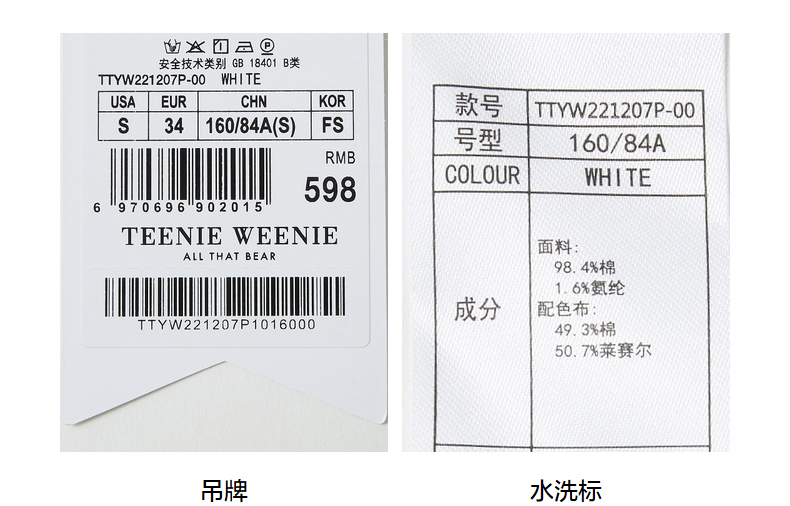 安全技术类别 GB 18401 B类
TTYW221207P-00 WHITE
USA EUR CHN KOR
S 34 160/84A(S) FS
RMB
598
6 970696 902015
TEENIE WEENIE
ALL THAT BEAR
TTYW221207P1016000
吊牌
款号 TTYW221207P-00
号型 160/84A
COLOUR WHITE
成分
面料:
98.4%棉
1.6%氨纶
配色布:
49.3%棉
50.7%莱赛尔
水洗标